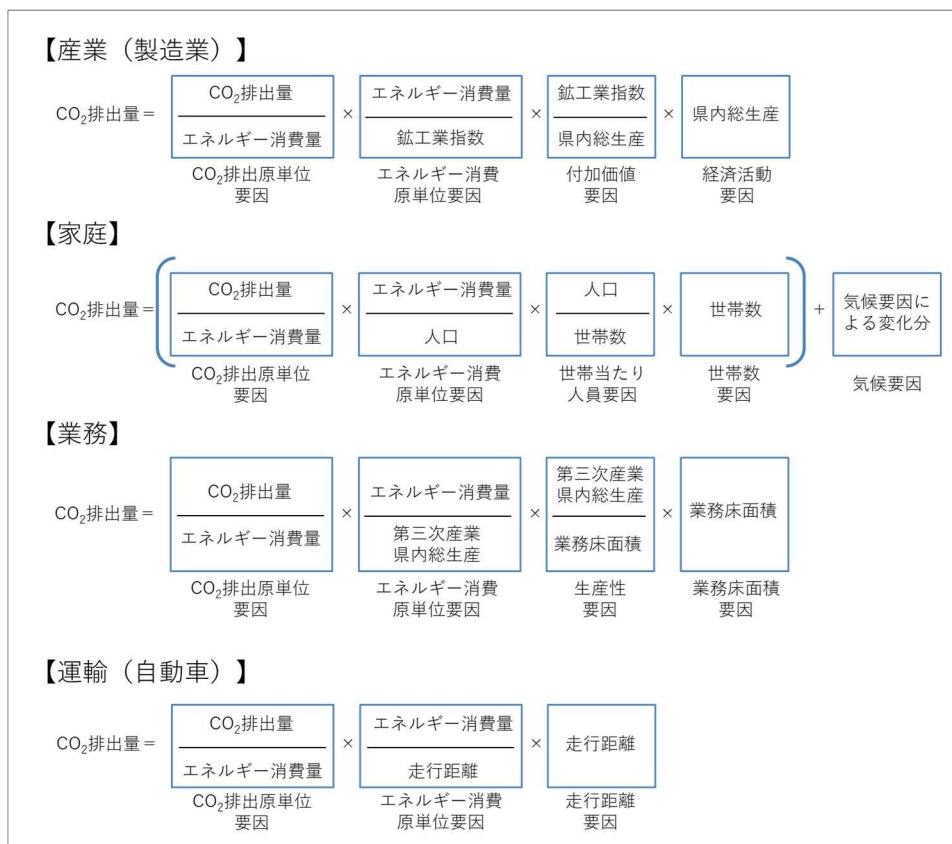 【産業（製造業）】
CO₂排出量＝
CO₂排出量
エネルギー消費量
×
エネルギー消費量
鉱工業指数
×
鉱工業指数
県内総生産
×
県内総生産
CO₂排出原単位
要因
エネルギー消費
原単位要因
付加価値
要因
経済活動
要因
【家庭】
CO₂排出量＝
CO₂排出量
エネルギー消費量
×
エネルギー消費量
人口
×
人口
世帯数
×
世帯数
+
気候要因に
よる変化分
CO₂排出原単位
要因
エネルギー消費
原単位要因
世帯当たり
人員要因
世帯数
要因
気候要因
【業務】
CO₂排出量＝
CO₂排出量
エネルギー消費量
×
エネルギー消費量
第三次産業
県内総生産
×
第三次産業
県内総生産
業務床面積
×
業務床面積
CO₂排出原単位
要因
エネルギー消費
原単位要因
生産性
要因
業務床面積
要因
【運輸（自動車）】
CO₂排出量＝
CO₂排出量
エネルギー消費量
×
エネルギー消費量
走行距離
×
走行距離
CO₂排出原単位
要因
エネルギー消費
原単位要因
走行距離
要因